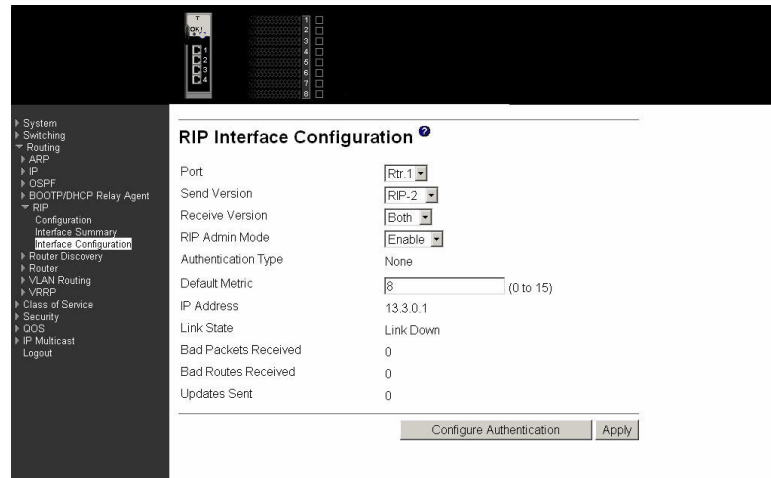 T
OK!
1
2
3
4
1
2
3
4
5
6
7
8
System
Switching
Routing
ARP
IP
OSPF
BOOTP/DHCP Relay Agent
RIP
Configuration
Interface Summary
Interface Configuration
Router Discovery
Router
VLAN Routing
VRRP
Class of Service
Security
QOS
IP Multicast
Logout
RIP Interface Configuration ?
Port Rtr.1
Send Version RIP-2
Receive Version Both
RIP Admin Mode Enable
Authentication Type None
Default Metric 8 (0 to 15)
IP Address 13.3.0.1
Link State Link Down
Bad Packets Received 0
Bad Routes Received 0
Updates Sent 0
Configure Authentication Apply